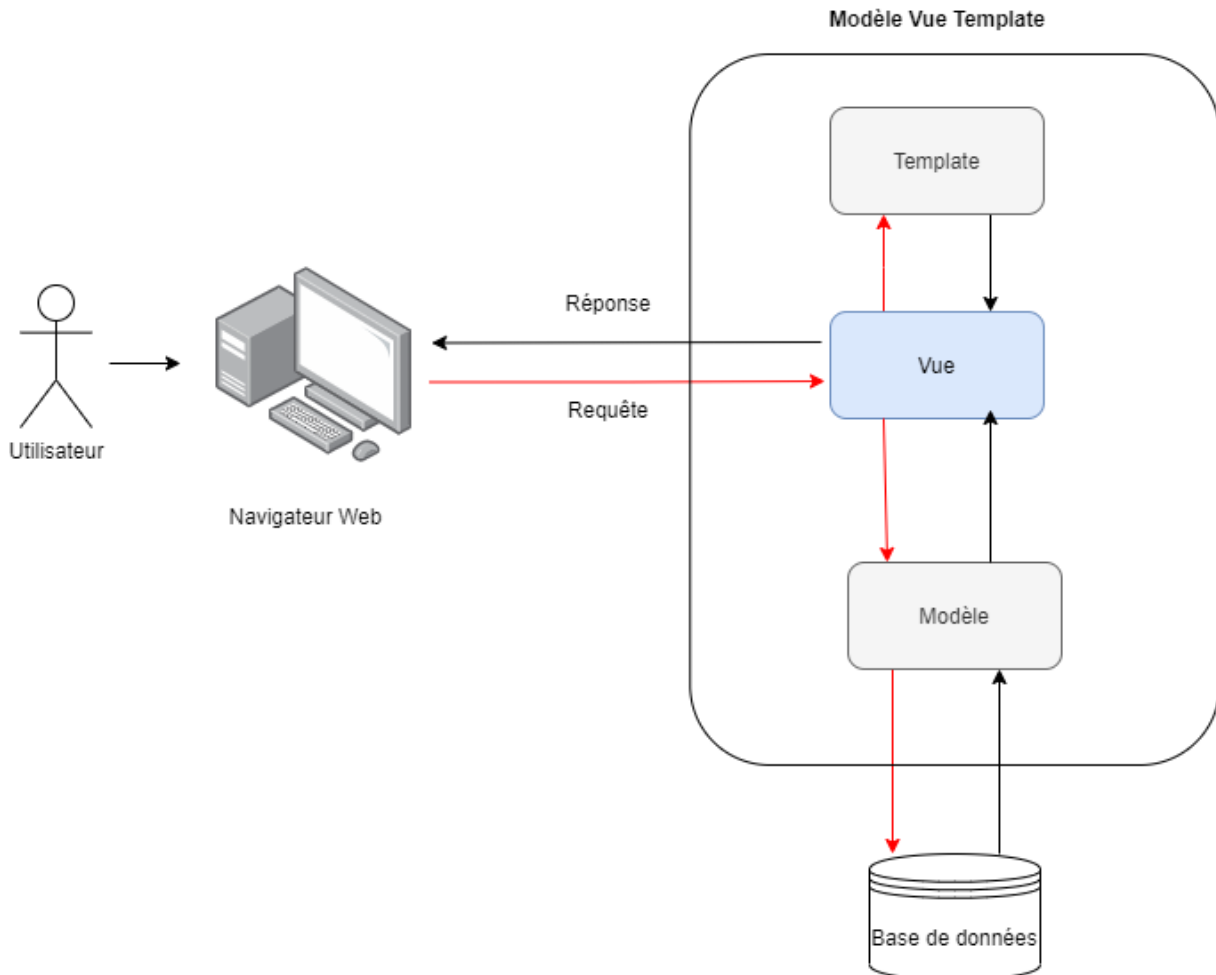 Modèle Vue Template
Template
Réponse
Vue
Requête
Utilisateur
Navigateur Web
Modèle
Base de données